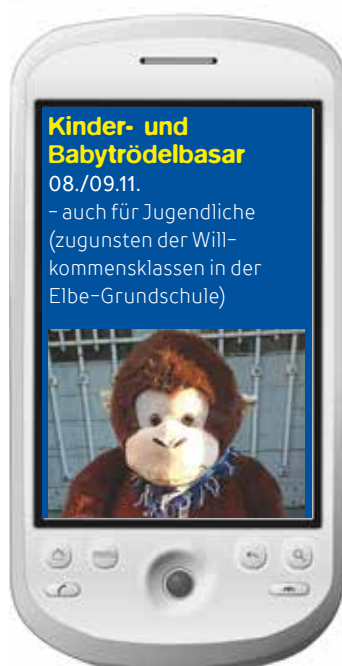 Kinder- und
Babytrödelbasar
08./09.11.
- auch für Jugendliche
(zugunsten der Will-
kommensklassen in der
Elbe-Grundschule)